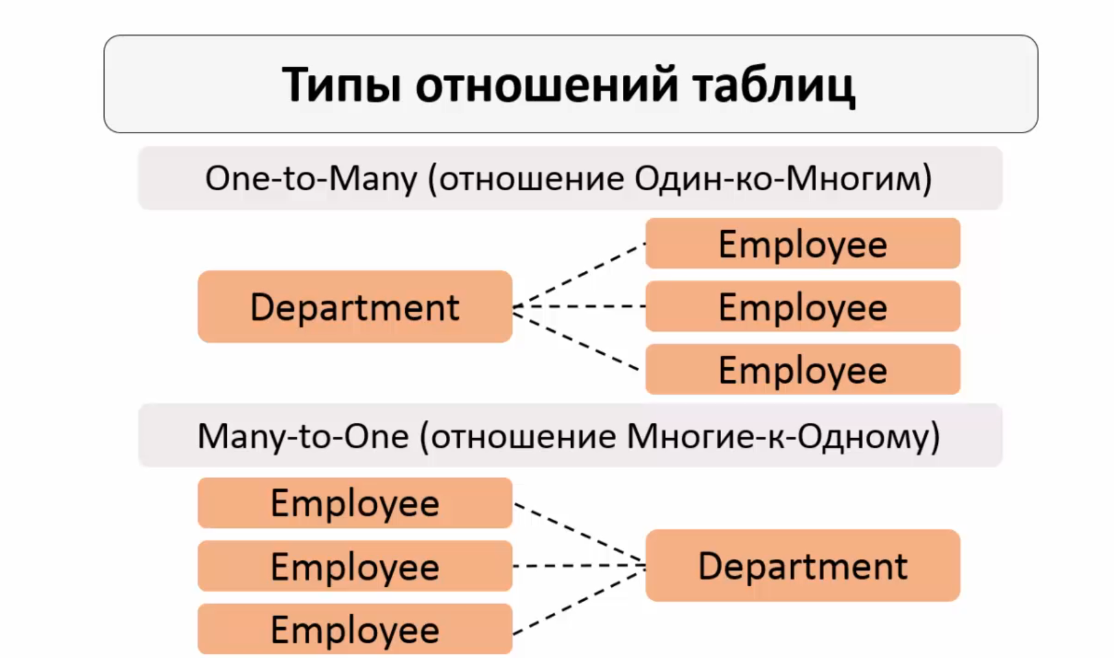 Типы отношений таблиц
One-to-Many (отношение Один-ко-Многим)
Employee
Department
Employee
Employee
Many-to-One (отношение Многие-к-Одному)
Employee
Employee
Department
Employee